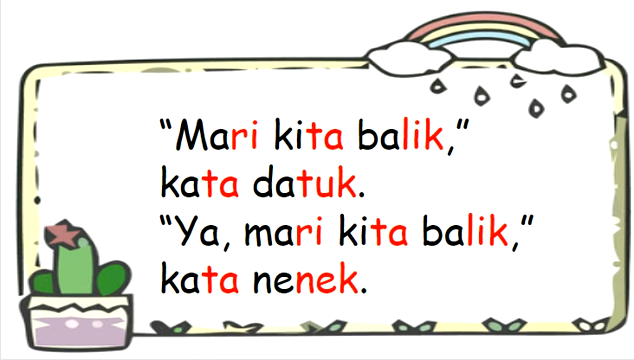 “Mari kita balik,”
kata datuk.
“Ya, mari kita balik,”
kata nenek.